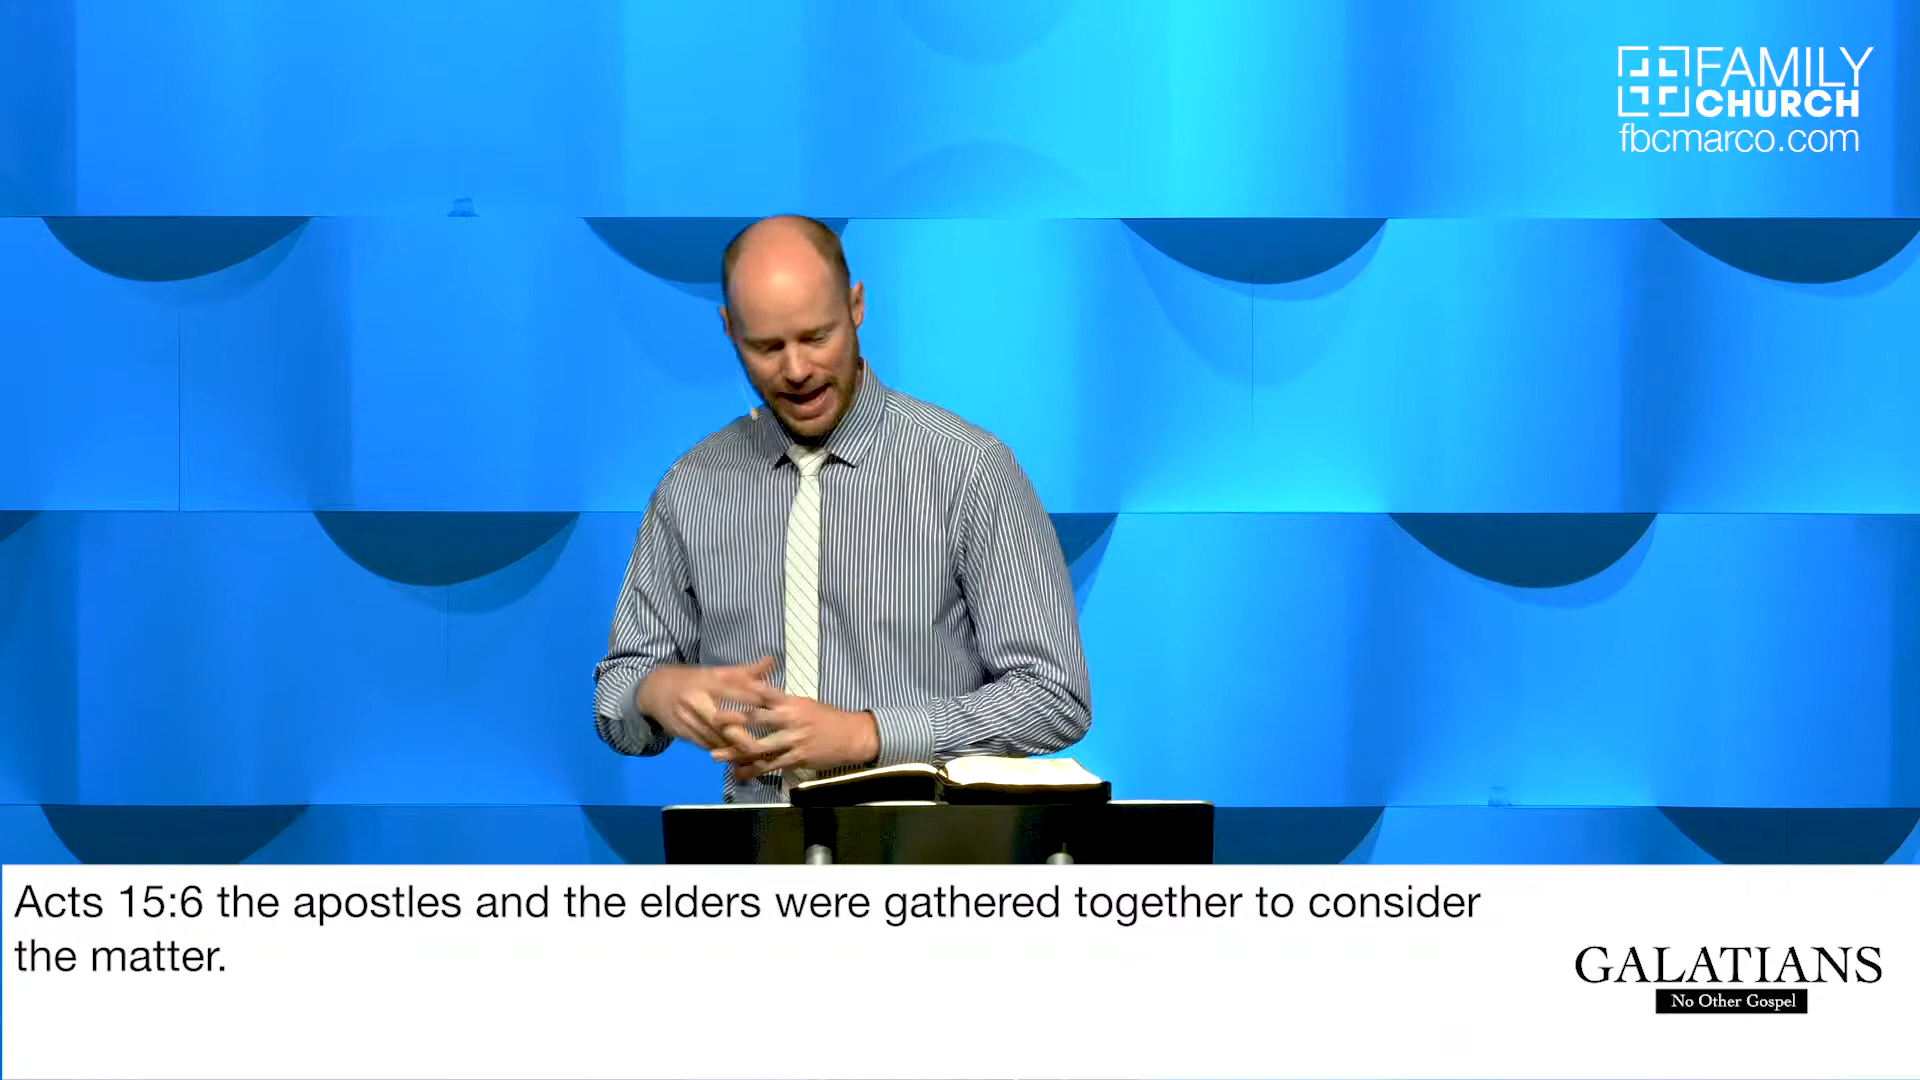 FAMILY
CHURCH
fbcmarco.com
Acts 15:6 the apostles and the elders were gathered together to consider
the matter.
GALATIANS
No Other Gospel